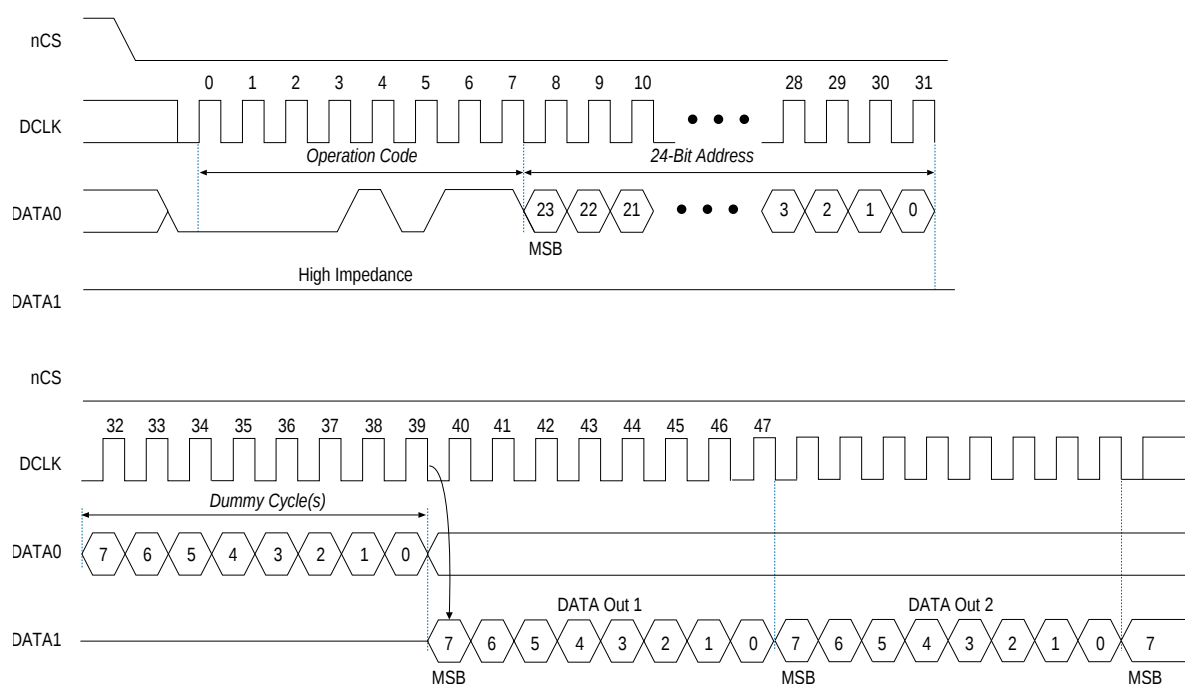 nCS
0 1 2 3 4 5 6 7 8 9 10 28 29 30 31
DCLK
Operation Code 24-Bit Address
DATA0 23 22 21 3 2 1 0
MSB
High Impedance
DATA1
nCS
32 33 34 35 36 37 38 39 40 41 42 43 44 45 46 47
DCLK
Dummy Cycle(s)
DATA0 7 6 5 4 3 2 1 0
DATA Out 1 DATA Out 2
DATA1 7 6 5 4 3 2 1 0 7 6 5 4 3 2 1 0 7
MSB MSB MSB